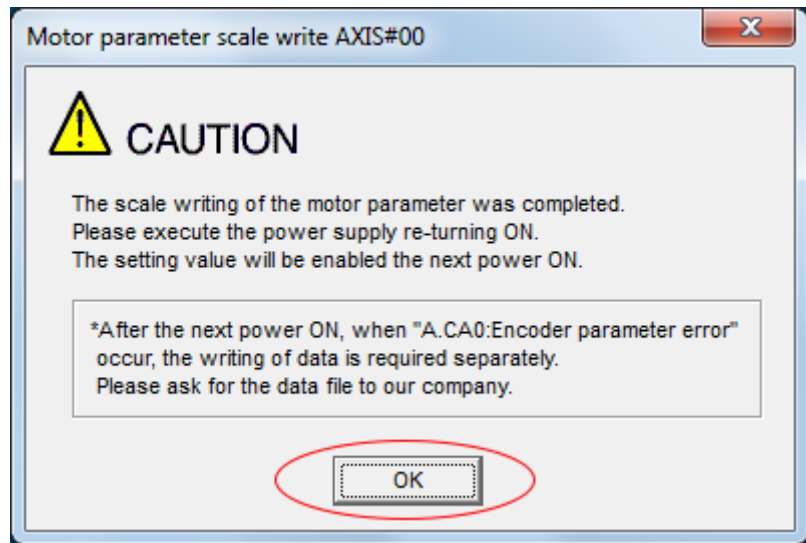 Motor parameter scale write AXIS#00
CAUTION
The scale writing of the motor parameter was completed.
Please execute the power supply re-turning ON.
The setting value will be enabled the next power ON.
*After the next power ON, when "A.CA0:Encoder parameter error"
occur, the writing of data is required separately.
Please ask for the data file to our company.
OK